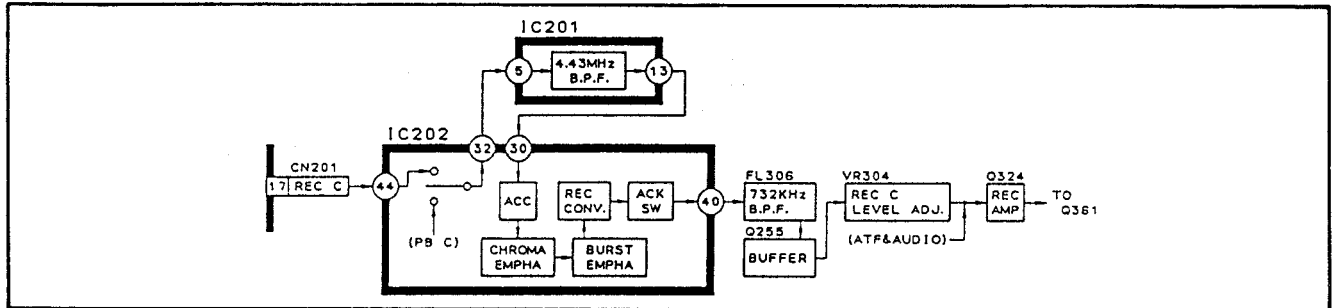 IC201
5
4.43MHz
B.P.F.
13
IC202
32
30
CN201
17 REC C
44
(PB C)
ACC
REC
CONV.
ACK
SW
CHROMA
EMPHA
BURST
EMPHA
40
FL306
732KHz
B.P.F.
Q255
BUFFER
VR304
REC C
LEVEL ADJ.
(ATF&AUDIO)
Q324
REC
AMP
TO
Q361